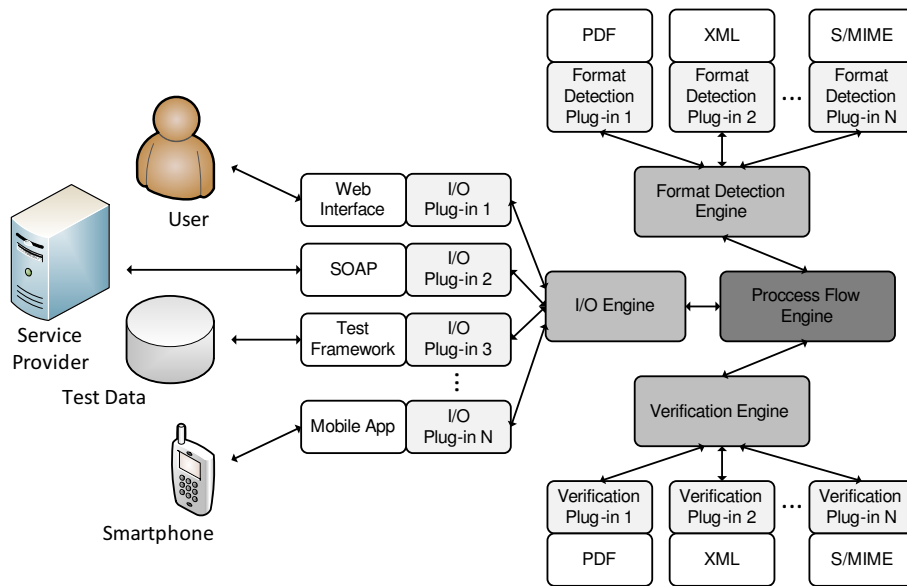 PDF
XML
S/MIME
Format
Detection
Plug-in 1
Format
Detection
Plug-in 2
...
Format
Detection
Plug-in N
Format Detection
Engine
User
Web
Interface
I/O
Plug-in 1
SOAP
I/O
Plug-in 2
Service
Provider
Test
Framework
I/O
Plug-in 3
...
Test Data
Mobile App
I/O
Plug-in N
Smartphone
I/O Engine
Proccess Flow
Engine
Verification Engine
Verification
Plug-in 1
Verification
Plug-in 2
...
Verification
Plug-in N
PDF
XML
S/MIME